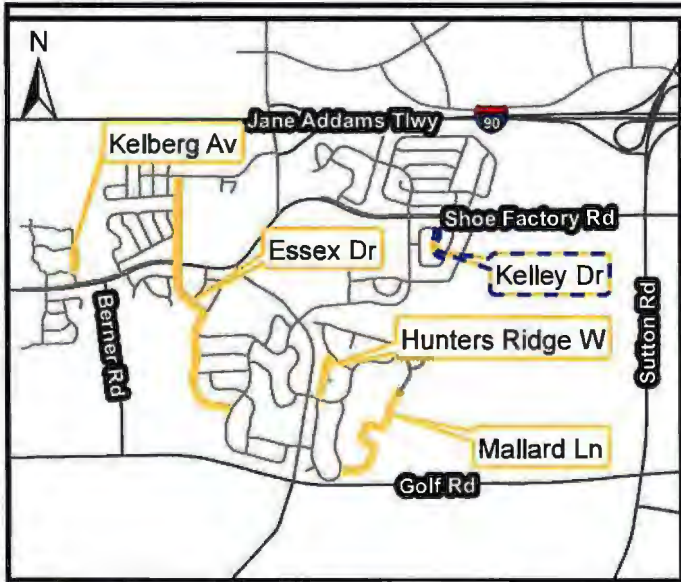 N
Jane Addams Tlwy
90
Kelberg Av
Shoe Factory Rd
Essex Dr
Kelley Dr
Berner Rd
Hunters Ridge W
Sutton Rd
Mallard Ln
Golf Rd